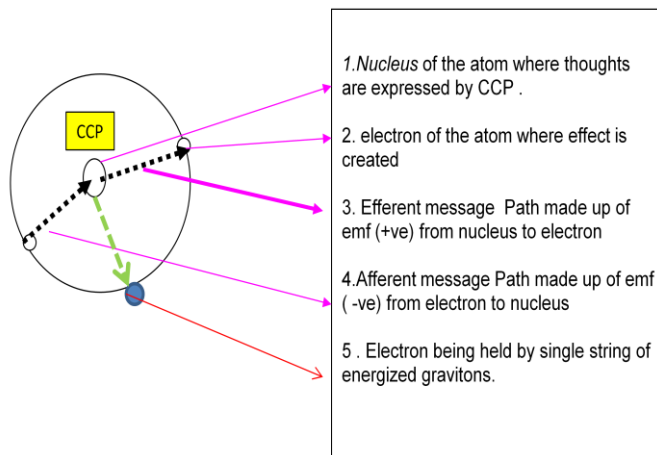 CCP
1.Nucleus of the atom where thoughts
are expressed by CCP .
2. electron of the atom where effect is
created
3. Efferent message Path made up of
emf (+ve) from nucleus to electron
4.Afferent message Path made up of emf
( -ve) from electron to nucleus
5 . Electron being held by single string of
energized gravitons.